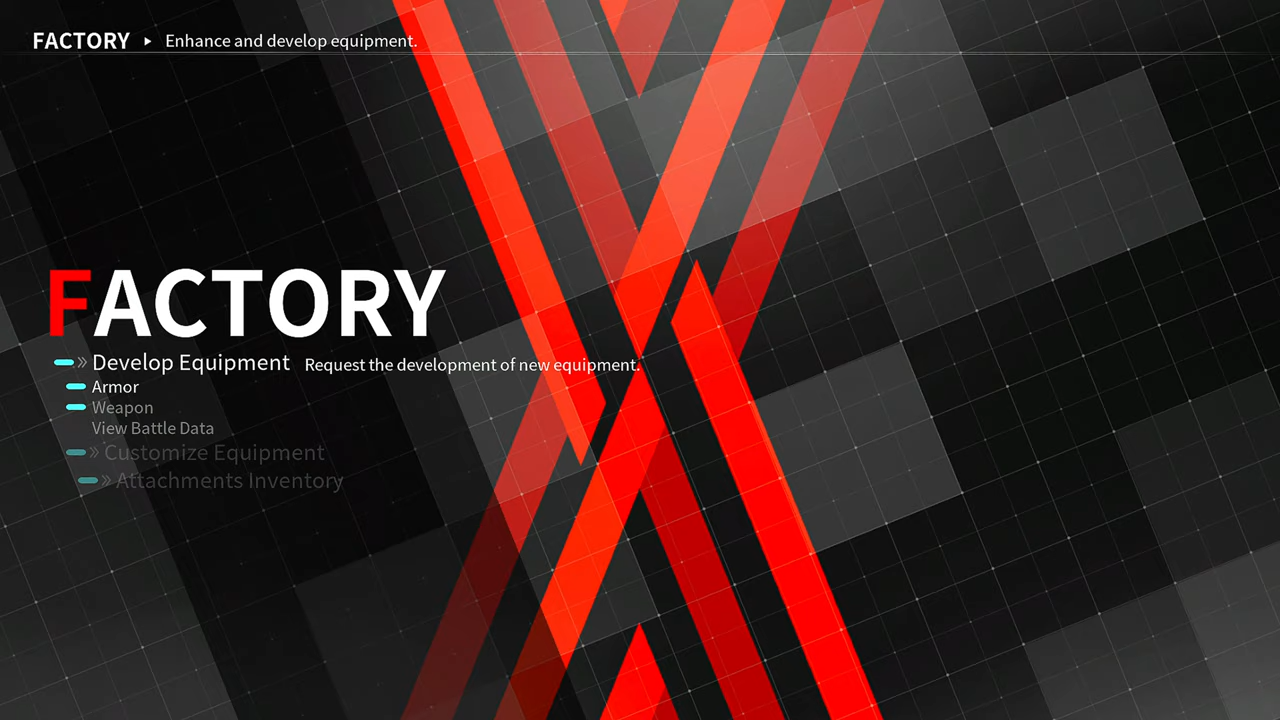 FACTORY Enhance and develop equipment.
FACTORY
Develop Equipment Request the development of new equipment.
Armor
Weapon
View Battle Data
Customize Equipment
Attachments Inventory